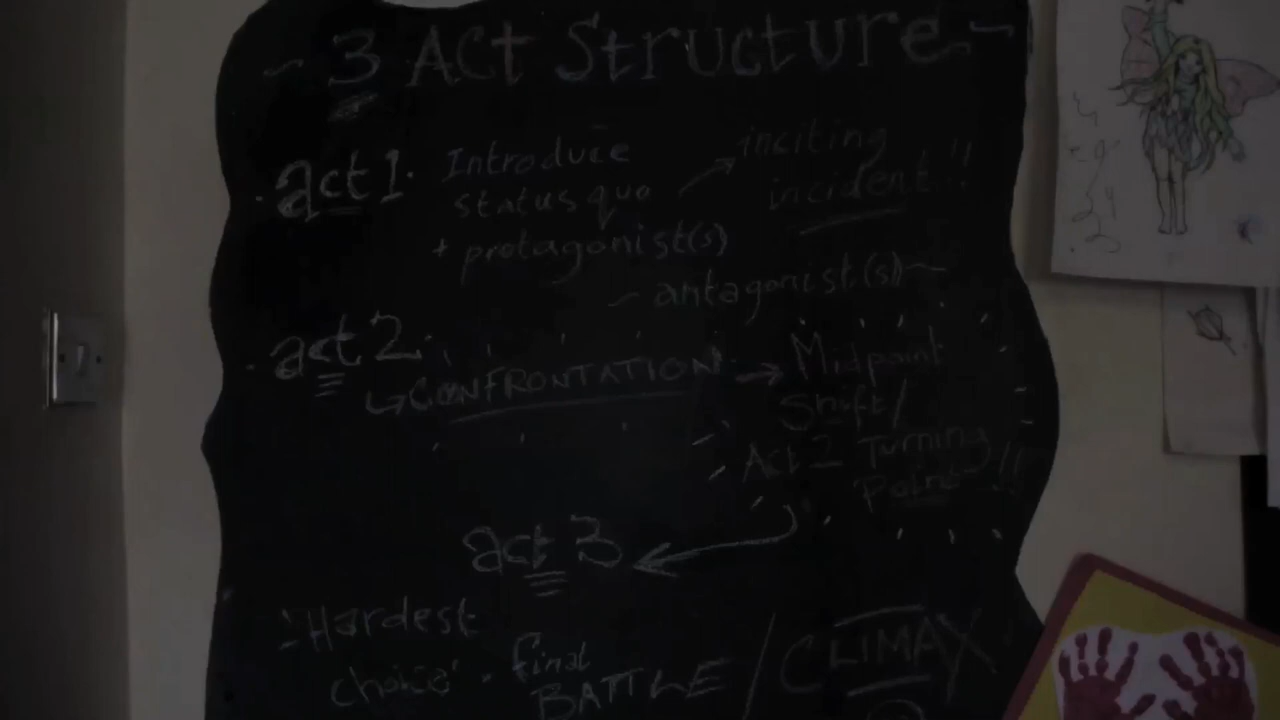 ~ 3 Act Structure ~
act 1. Introduce
status quo
+ protagonist(s)
inciting
incident!!
~ antagonist(s) ~
act 2
↳ CONFRONTATION → Midpoint
Shift/
Act 2 Turning
Point!!
act 3
'Hardest
choice' . final
BATTLE / CLIMAX